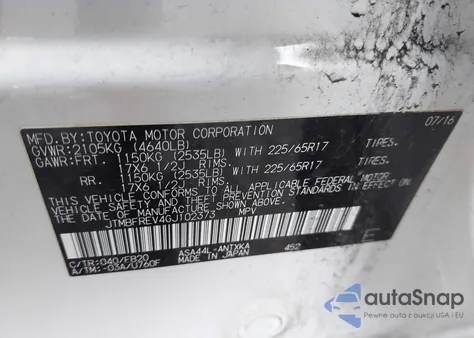 MFD.BY:TOYOTA MOTOR CORPORATION 07/16
GVWR:2105KG (4640LB)
GAWR:FRT. 1150KG (2535LB) WITH 225/65R17 TIRES,
17X6 1/2J RIMS,
RR. 1150KG (2535LB) WITH 225/65R17 TIRES,
17X6 1/2J RIMS,
THIS VEHICLE CONFORMS TO ALL APPLICABLE FEDERAL MOTOR
VEHICLE SAFETY AND THEFT PREVENTION STANDARDS IN EFFECT ON
THE DATE OF MANUFACTURE SHOWN ABOVE.
JTMBFREV4GJ102373 MPV
C/TR:040/FB20 ASA44L-ANTXKA 452
A/TM:-03A/U760F MADE IN JAPAN
E
autoSnap
Pewne auta z aukcji USA i EU